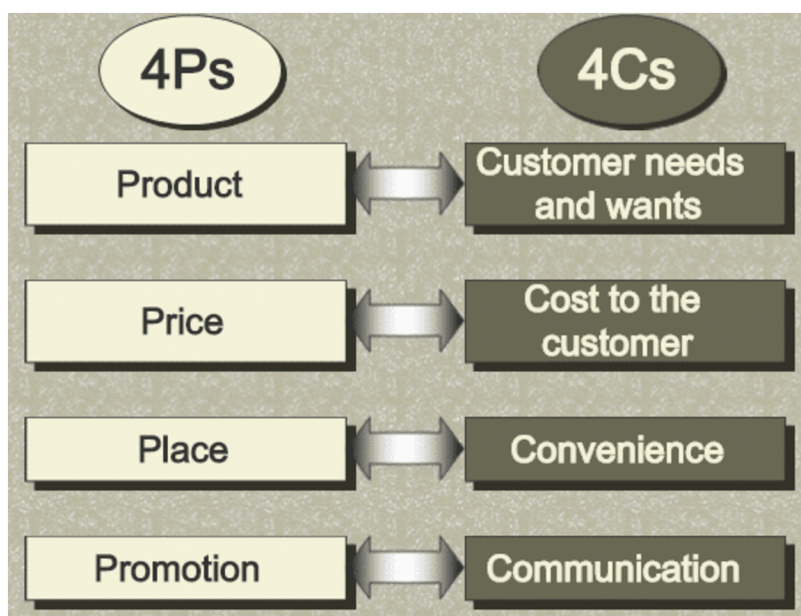 4Ps
4Cs
Product
Customer needs
and wants
Price
Cost to the
customer
Place
Convenience
Promotion
Communication